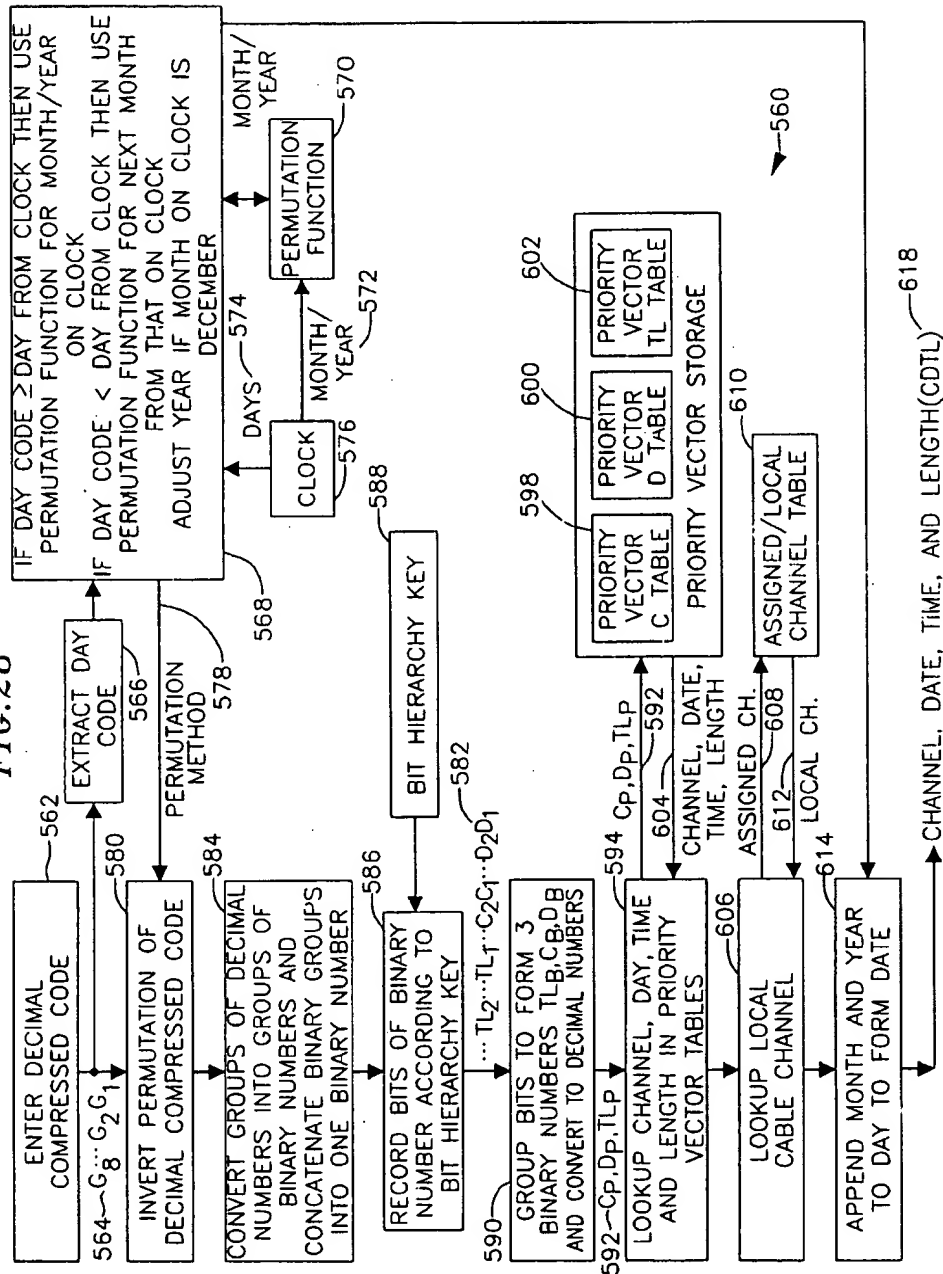 FIG.28
ENTER DECIMAL
COMPRESSED CODE
562
564 G8...G2G1
EXTRACT DAY
CODE
566
IF DAY CODE ≥ DAY FROM CLOCK THEN USE
PERMUTATION FUNCTION FOR MONTH/YEAR
ON CLOCK
IF DAY CODE < DAY FROM CLOCK THEN USE
PERMUTATION FUNCTION FOR NEXT MONTH
FROM THAT ON CLOCK
ADJUST YEAR IF MONTH ON CLOCK IS
DECEMBER
568
MONTH/
YEAR
PERMUTATION
FUNCTION
570
MONTH/
YEAR
572
DAYS
574
CLOCK
576
PERMUTATION
METHOD
578
INVERT PERMUTATION OF
DECIMAL COMPRESSED CODE
580
CONVERT GROUPS OF DECIMAL
NUMBERS INTO GROUPS OF
BINARY NUMBERS AND
CONCATENATE BINARY GROUPS
INTO ONE BINARY NUMBER
584
BIT HIERARCHY KEY
588
RECORD BITS OF BINARY
NUMBER ACCORDING TO
BIT HIERARCHY KEY
586
...TL2...TL1...C2C1...D2D1
582
590
GROUP BITS TO FORM 3
BINARY NUMBERS TLB,CB,DB
AND CONVERT TO DECIMAL NUMBERS
592 CP,DP,TLP
LOOKUP CHANNEL, DAY, TIME
AND LENGTH IN PRIORITY
VECTOR TABLES
594
CP,DP,TLP
592
604
CHANNEL, DATE,
TIME, LENGTH
PRIORITY
VECTOR
C TABLE
598
PRIORITY
VECTOR
D TABLE
600
PRIORITY
VECTOR
TL TABLE
602
PRIORITY VECTOR STORAGE
LOOKUP LOCAL
CABLE CHANNEL
606
ASSIGNED CH.
608
612
LOCAL CH.
ASSIGNED/LOCAL
CHANNEL TABLE
610
APPEND MONTH AND YEAR
TO DAY TO FORM DATE
614
CHANNEL, DATE, TIME, AND LENGTH(CDTL)
618
560